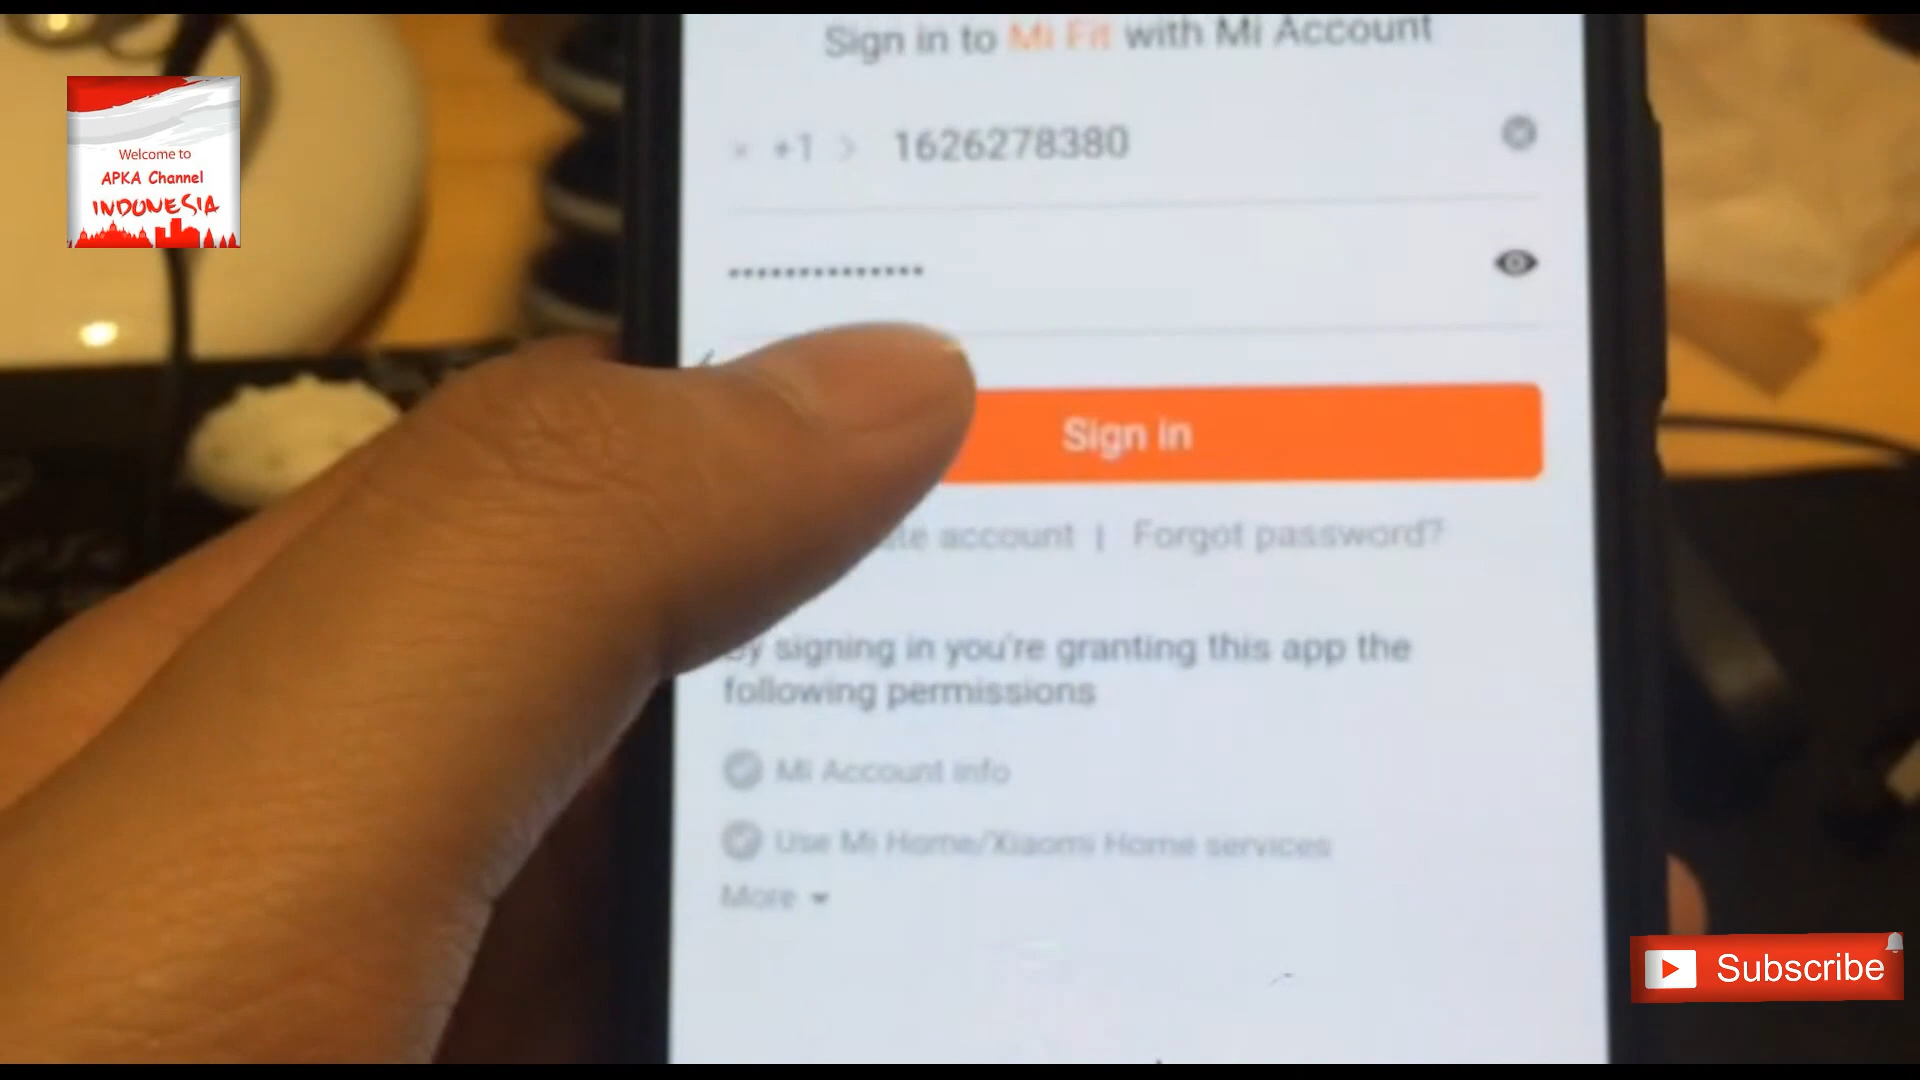 Sign in to Mi Fit with Mi Account
+1 > 1626278380
••••••••••••••
Sign in
account | Forgot password?
signing in you're granting this app the
following permissions
Mi Account info
Use Mi Home/Xiaomi Home services
More
Welcome to
APKA Channel
INDONESIA
Subscribe